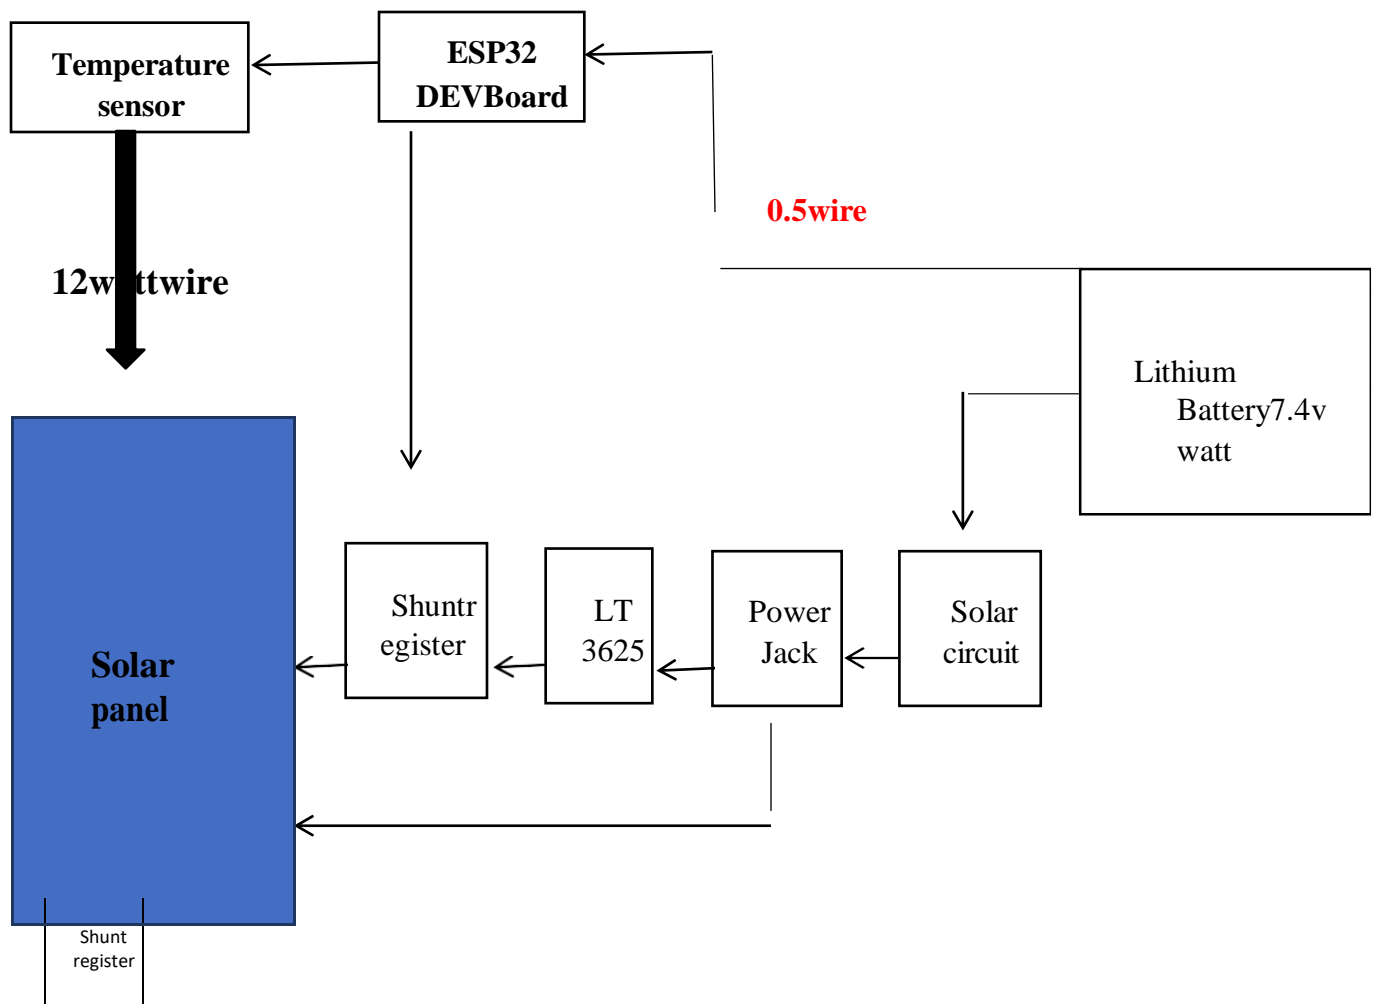 Temperature
sensor
ESP32
DEVBoard
0.5wire
12wattwire
Lithium
Battery7.4v
watt
Shuntr
egister
LT
3625
Power
Jack
Solar
circuit
Solar
panel
Shunt
register